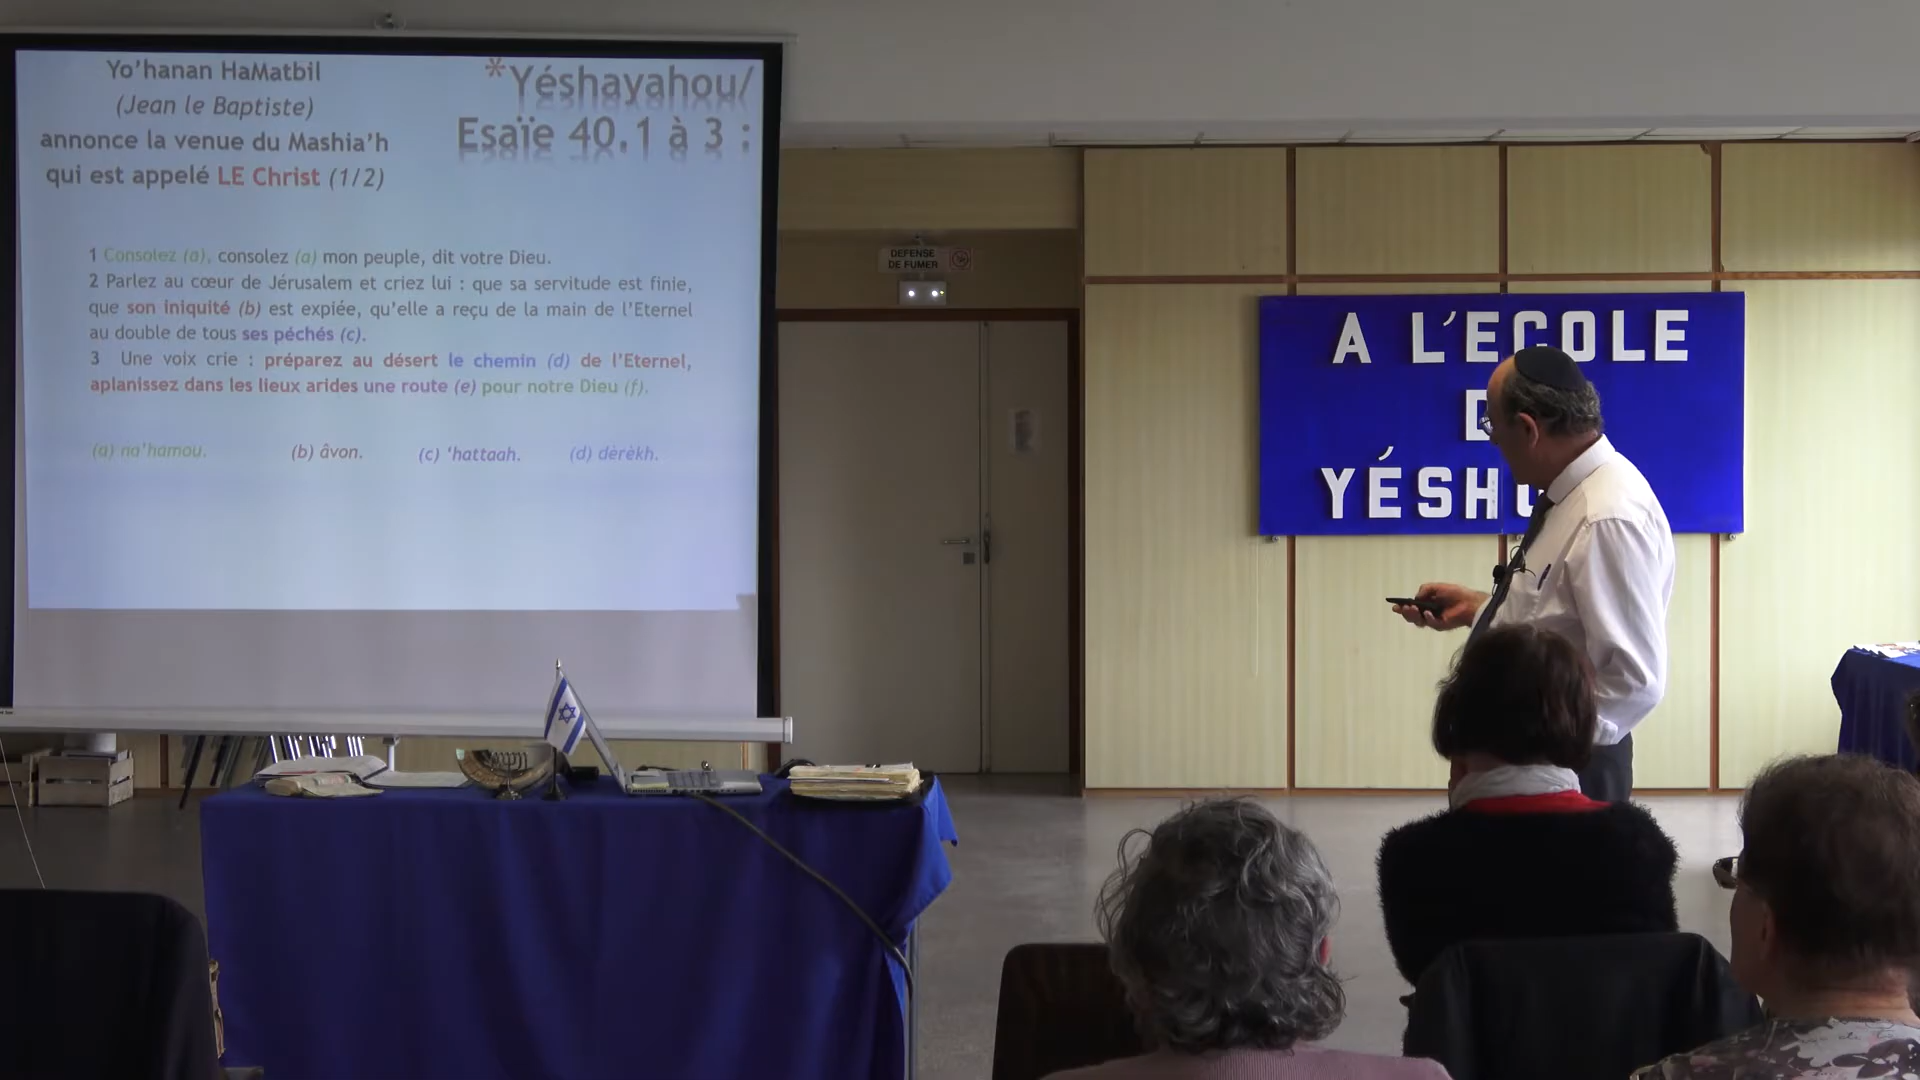 Yo’hanan HaMatbil
(Jean le Baptiste)
annonce la venue du Mashia’h
qui est appelé LE Christ (1/2)
*Yéshayahou/
Esaïe 40.1 à 3 :
1 Consolez (a), consolez (a) mon peuple, dit votre Dieu.
2 Parlez au cœur de Jérusalem et criez lui : que sa servitude est finie,
que son iniquité (b) est expiée, qu’elle a reçu de la main de l’Eternel
au double de tous ses péchés (c).
3 Une voix crie : préparez au désert le chemin (d) de l’Eternel,
aplanissez dans les lieux arides une route (e) pour notre Dieu (f).
(a) na’hamou. (b) âvon. (c) ‘hattaah. (d) dèrèkh.
DEFENSE
DE FUMER
A L’ECOLE
D
YÉSHU